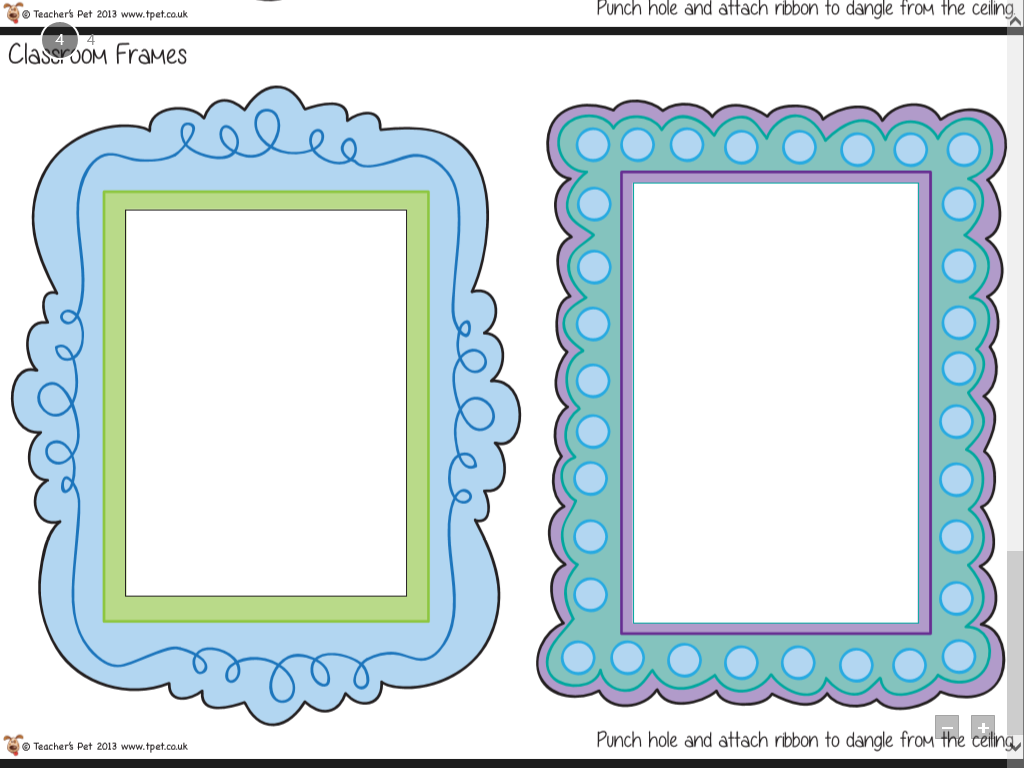 © Teacher's Pet 2013 www.tpet.co.uk
Punch hole and attach ribbon to dangle from the ceiling
4 4
Classroom Frames
© Teacher's Pet 2013 www.tpet.co.uk
Punch hole and attach ribbon to dangle from the ceiling